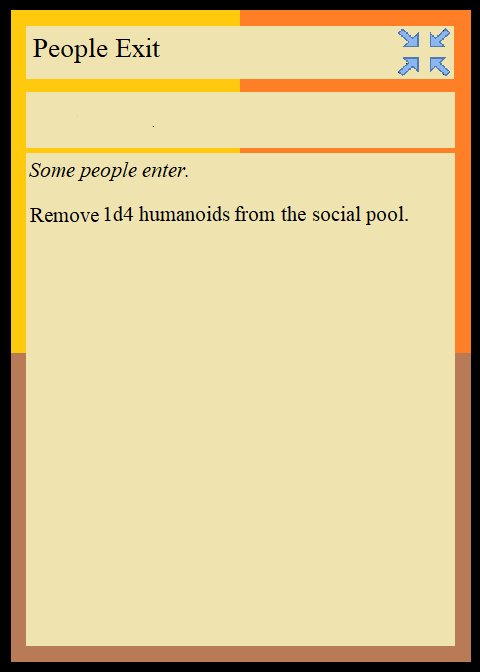 People Exit
Some people enter.
Remove 1d4 humanoids from the social pool.